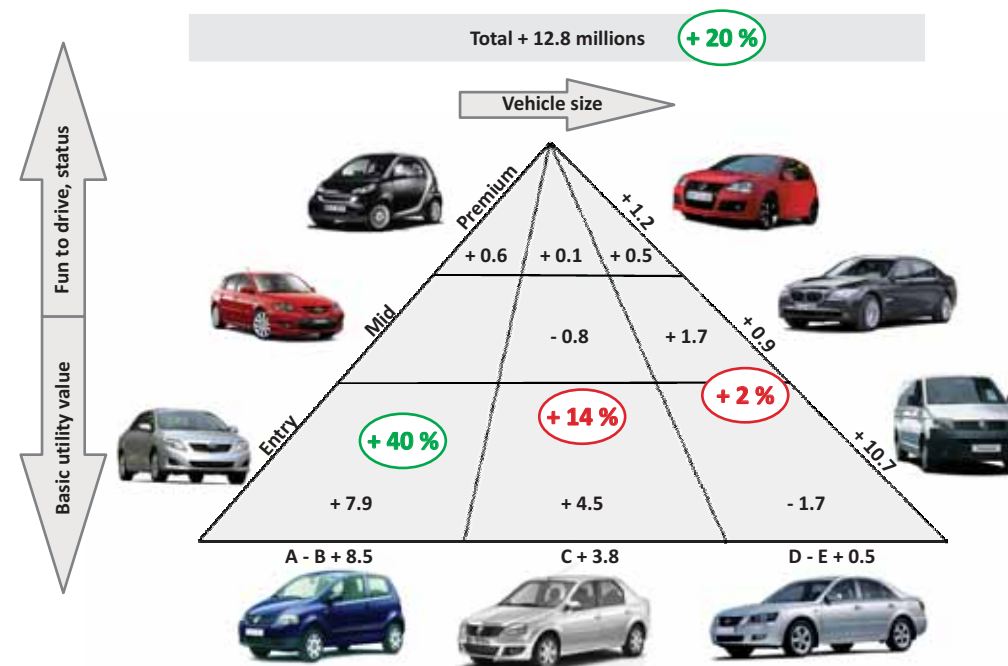 Total + 12.8 millions + 20 %
Vehicle size
Fun to drive, status
Basic utility value
Premium
+ 1.2
+ 0.6 + 0.1 + 0.5
Mid
- 0.8 + 1.7
+ 0.9
Entry
+ 40 % + 14 % + 2 %
+ 10.7
+ 7.9 + 4.5 - 1.7
A - B + 8.5 C + 3.8 D - E + 0.5